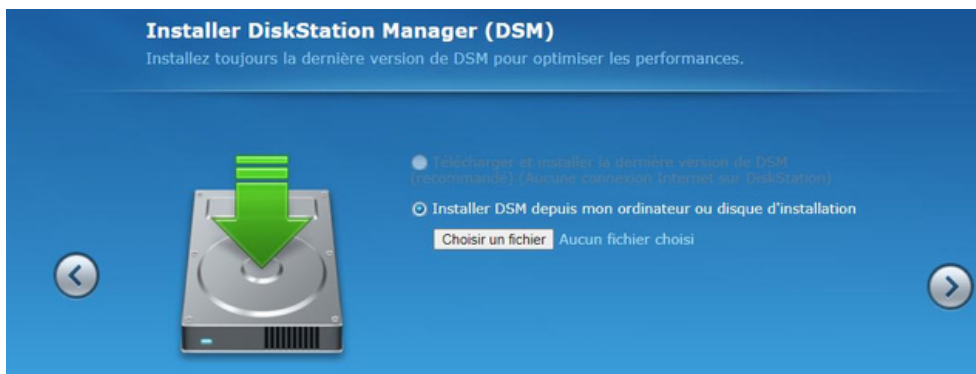 Installer DiskStation Manager (DSM)
Installez toujours la dernière version de DSM pour optimiser les performances.
Télécharger et installer la dernière version de DSM
(recommandé) (Aucune connexion Internet sur DiskStation)
Installer DSM depuis mon ordinateur ou disque d'installation
Choisir un fichier Aucun fichier choisi